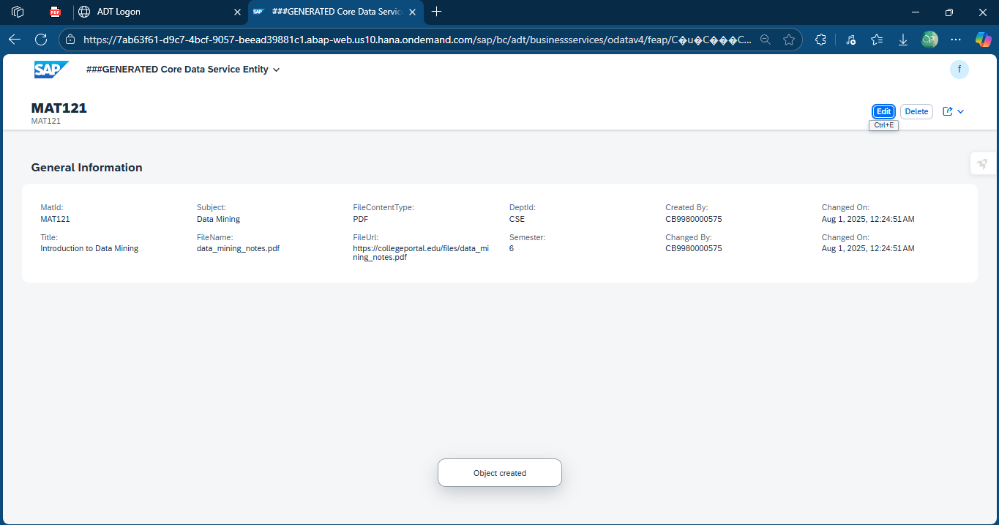 ADT Logon
SAP ###GENERATED Core Data Servic
https://7ab63f61-d9c7-4bcf-9057-beead39881c1.abap-web.us10.hana.ondemand.com/sap/bc/adt/businessservices/odatav4/feap/C�u�C���C...
SAP ###GENERATED Core Data Service Entity
f
MAT121
MAT121
Edit Delete
Ctrl+E
General Information
MatId: Subject: FileContentType: DeptId: Created By: Changed On:
MAT121 Data Mining PDF CSE CB9980000575 Aug 1, 2025, 12:24:51 AM
Title: FileName: FileUrl: Semester: Changed By: Changed On:
Introduction to Data Mining data_mining_notes.pdf https://collegeportal.edu/files/data_mi 6 CB9980000575 Aug 1, 2025, 12:24:51 AM
ning_notes.pdf
Object created